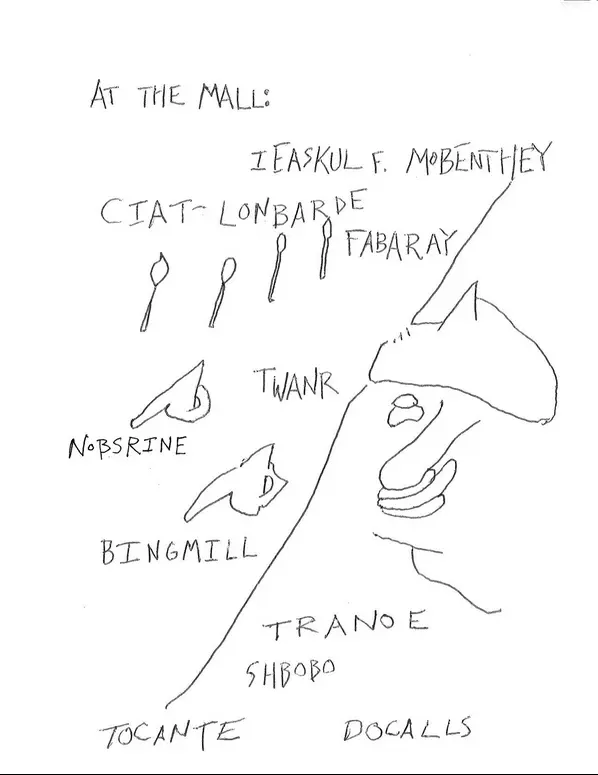 AT THE MALL:
IEASKUL F. MOBENTHEY
CIAT-LONBARDE
FABARAY
TWANR
NOBSRINE
BINGMILL
TRANOE
SHBOBO
TOCANTE
DOCALLS